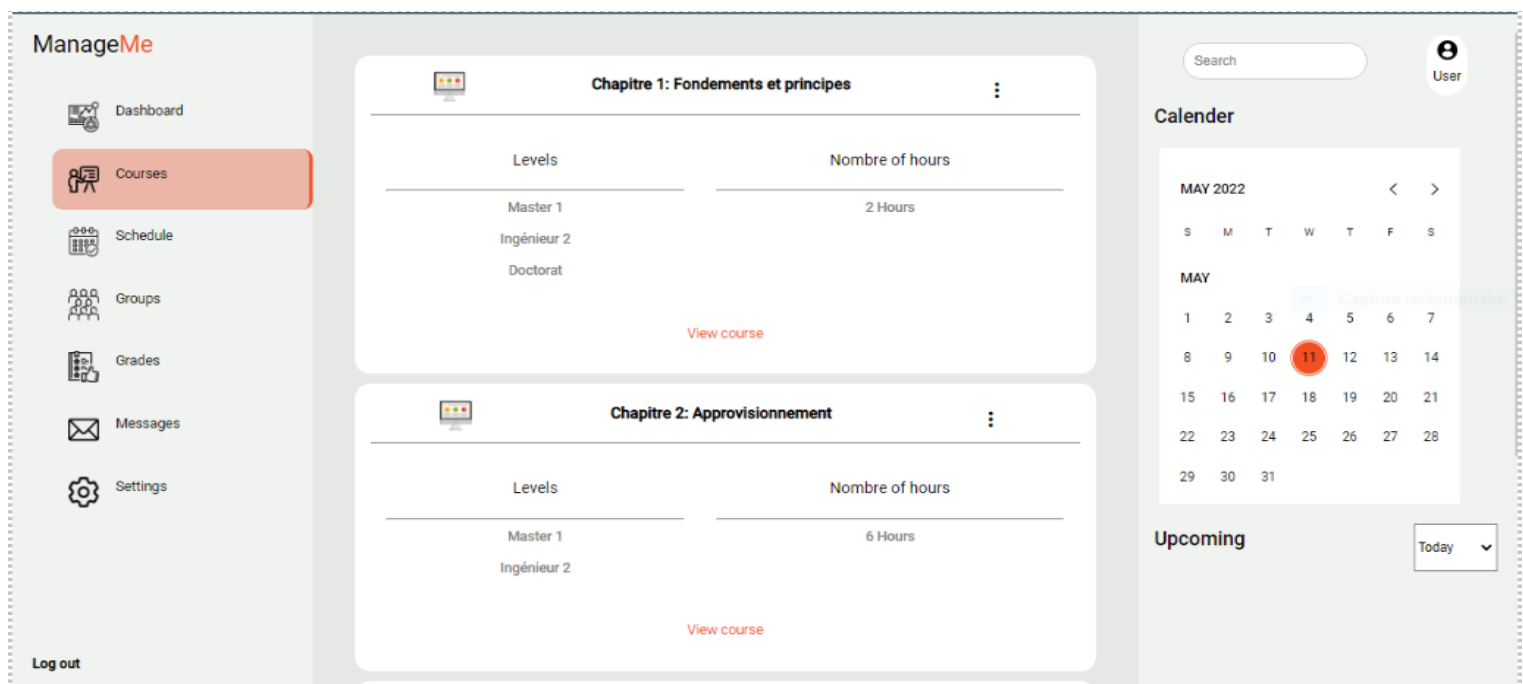 ManageMe
Dashboard
Courses
Schedule
Groups
Grades
Messages
Settings
Log out
Chapitre 1: Fondements et principes
Levels Nombre of hours
Master 1 2 Hours
Ingénieur 2
Doctorat
View course
Chapitre 2: Approvisionnement
Levels Nombre of hours
Master 1 6 Hours
Ingénieur 2
View course
Search
User
Calender
MAY 2022
S M T W T F S
MAY
Capture rectangulaire
1 2 3 4 5 6 7
8 9 10 11 12 13 14
15 16 17 18 19 20 21
22 23 24 25 26 27 28
29 30 31
Upcoming
Today